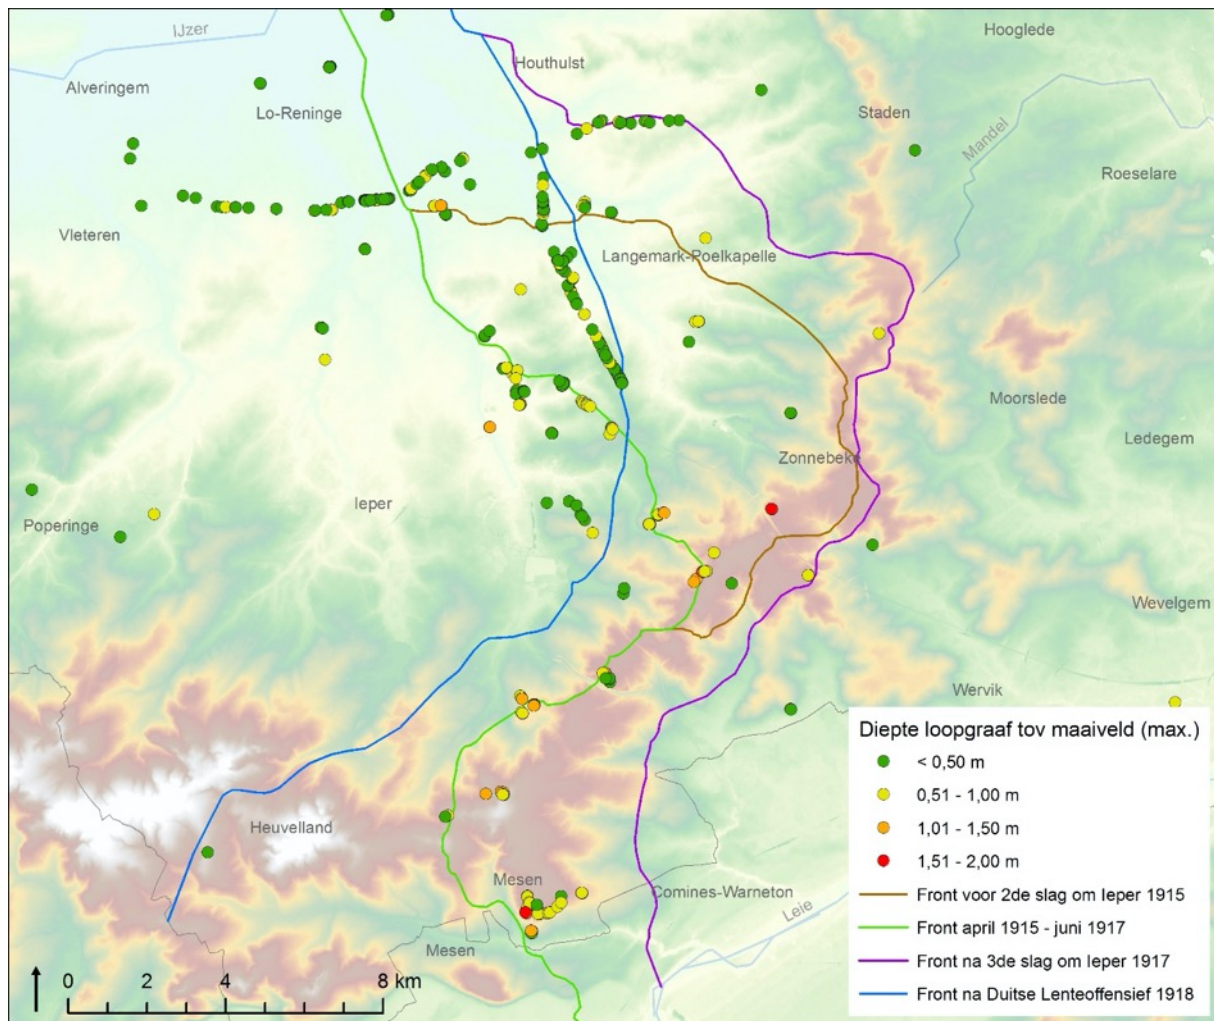 IJzer
Hooglede
Houthulst
Alveringem
Lo-Reninge
Staden
Mandel
Roeselare
Vleteren
Langemark-Poelkapelle
Moorslede
Ledegem
Zonnebeke
Ieper
Poperinge
Wevelgem
Wervik
Heuvelland
Mesen
Comines-Warneton
Leie
Mesen
0 2 4 8 km
Diepte loopgraaf tov maaiveld (max.)
< 0,50 m
0,51 - 1,00 m
1,01 - 1,50 m
1,51 - 2,00 m
Front voor 2de slag om Ieper 1915
Front april 1915 - juni 1917
Front na 3de slag om Ieper 1917
Front na Duitse Lenteoffensief 1918